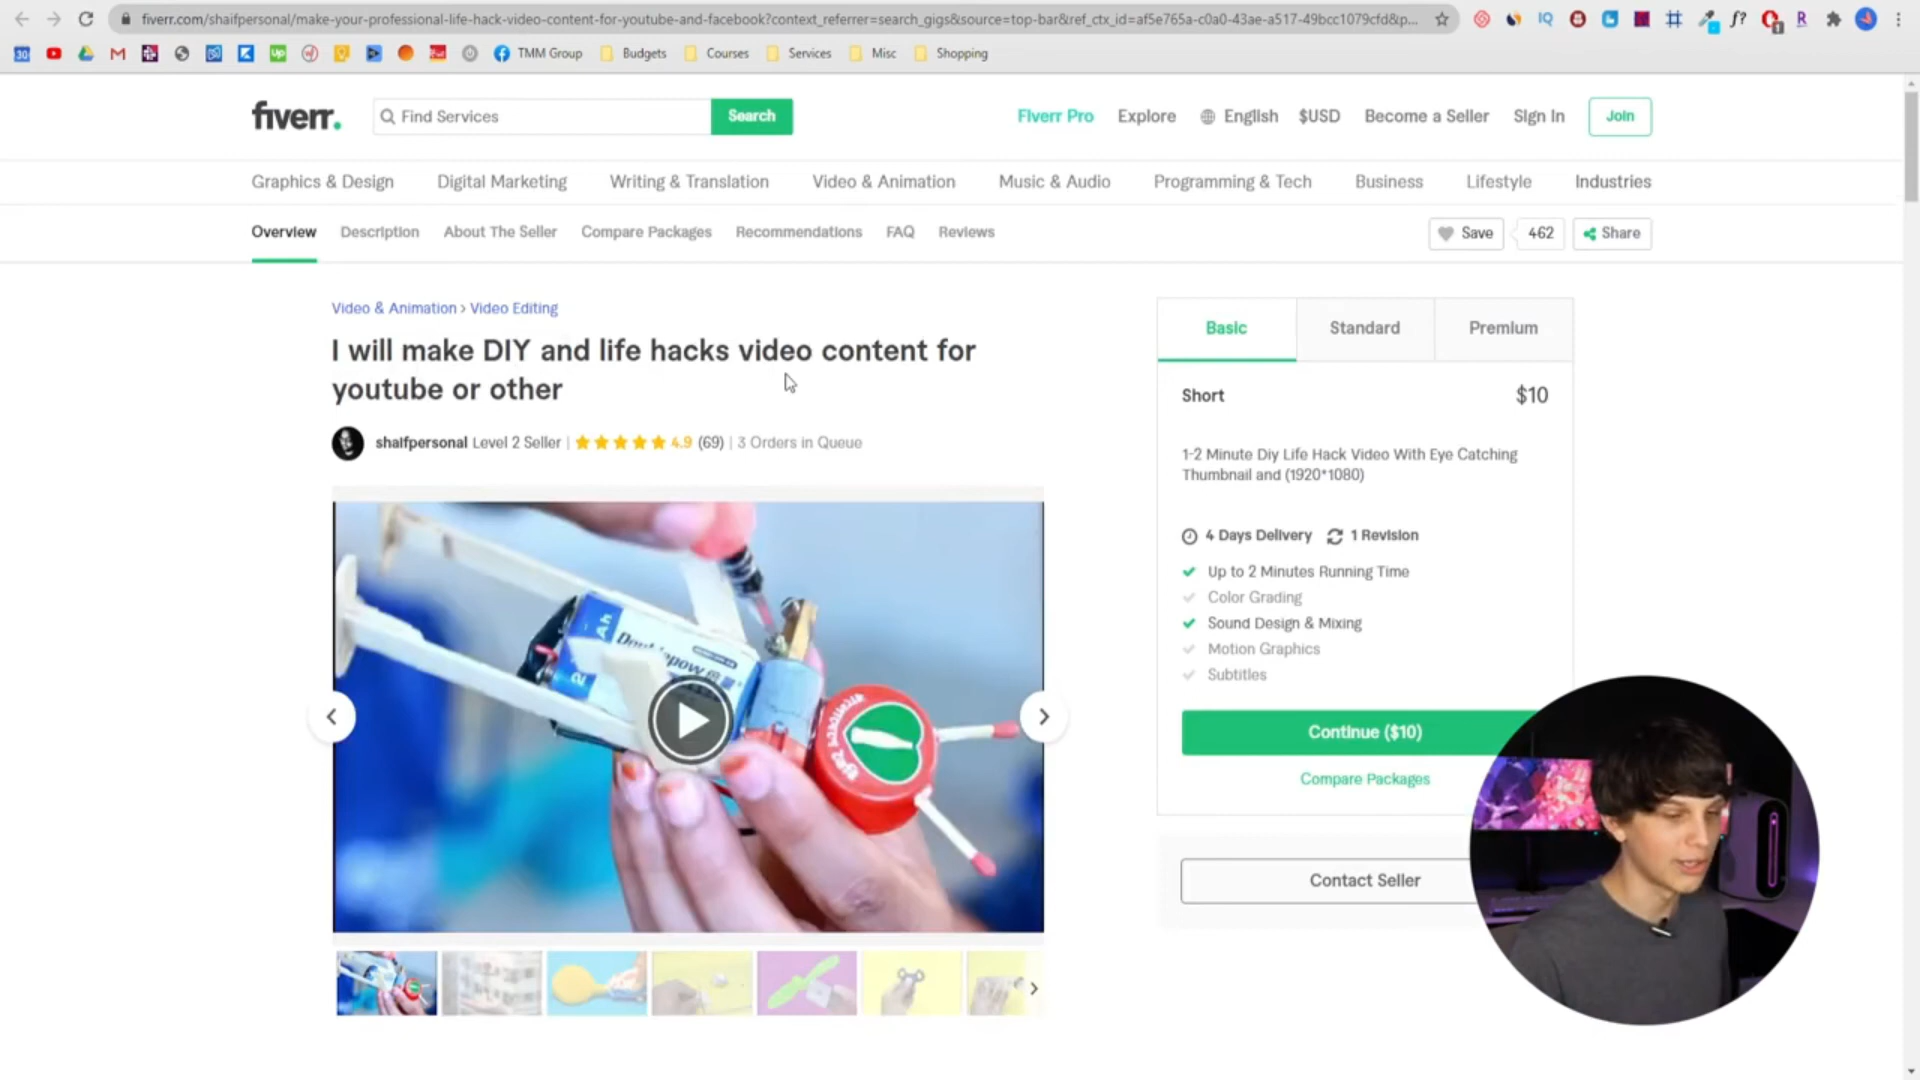 fiverr.com/shaifpersonal/make-your-professional-life-hack-video-content-for-youtube-and-facebook?context_referrer=search_gigs&source=top-bar&ref_ctx_id=af5e765a-c0a0-43ae-a517-49bcc1079cfd&p...
TMM Group
Budgets
Courses
Services
Misc
Shopping
fiverr.
Find Services
Search
Fiverr Pro
Explore
English
$USD
Become a Seller
Sign In
Join
Graphics & Design
Digital Marketing
Writing & Translation
Video & Animation
Music & Audio
Programming & Tech
Business
Lifestyle
Industries
Overview
Description
About The Seller
Compare Packages
Recommendations
FAQ
Reviews
Save
462
Share
Video & Animation > Video Editing
I will make DIY and life hacks video content for
youtube or other
shaifpersonal Level 2 Seller | 4.9 (69) | 3 Orders in Queue
Basic
Standard
Premium
Short
$10
1-2 Minute Diy Life Hack Video With Eye Catching
Thumbnail and (1920*1080)
4 Days Delivery
1 Revision
Up to 2 Minutes Running Time
Color Grading
Sound Design & Mixing
Motion Graphics
Subtitles
Continue ($10)
Compare Packages
Contact Seller
Doublepow